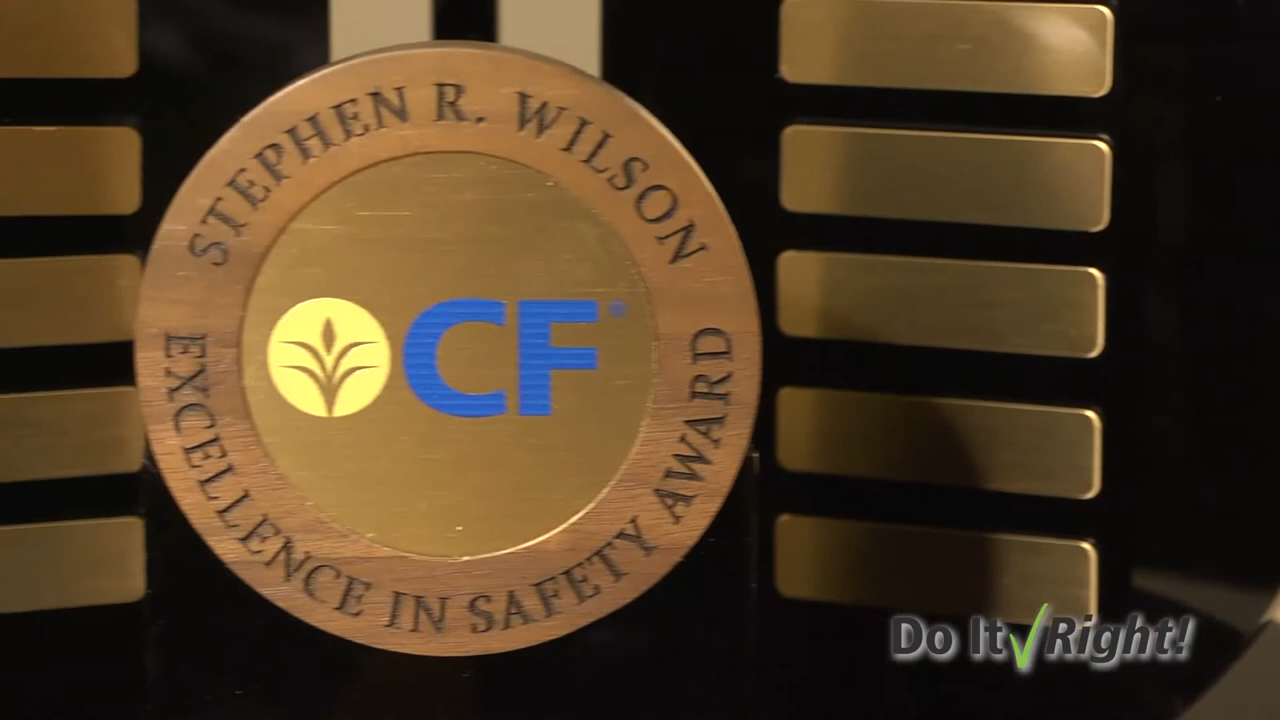 STEPHEN R. WILSON
CF®
EXCELLENCE IN SAFETY AWARD
Do It√Right!